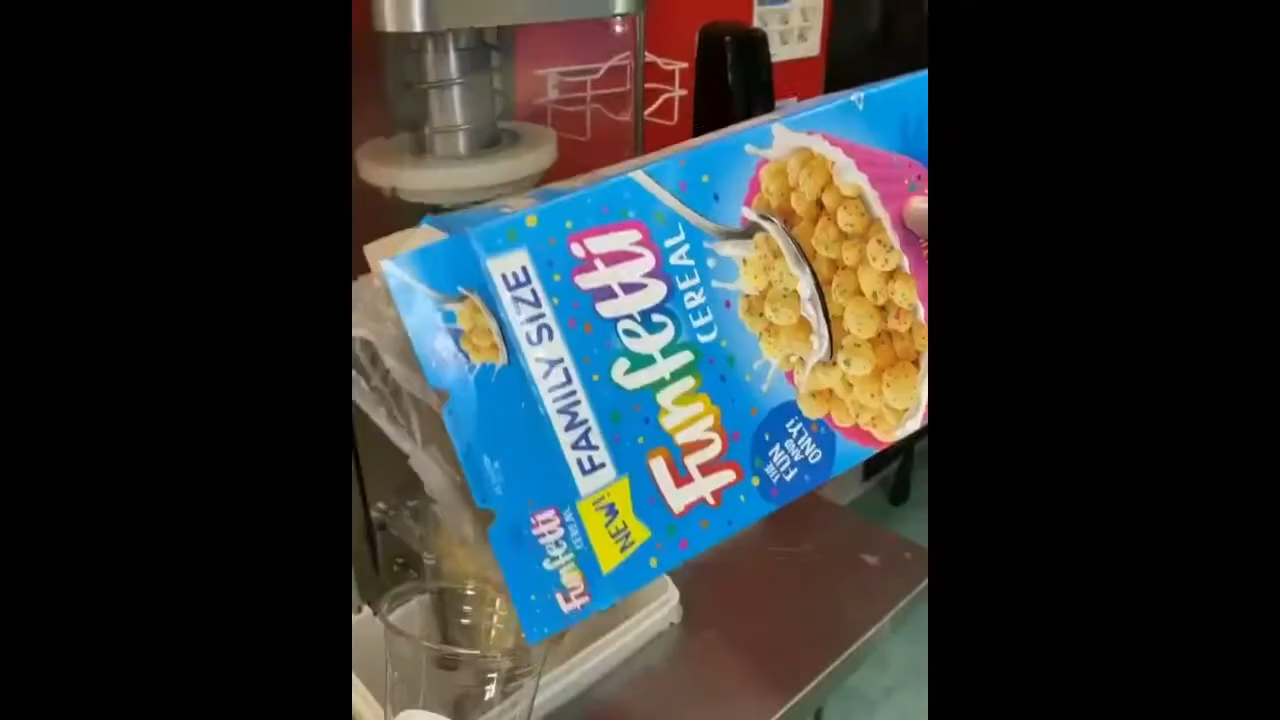 NEW!
FAMILY SIZE
Funfetti
CEREAL
THE
FUN
AND
ONLY!
Funfetti
CEREAL